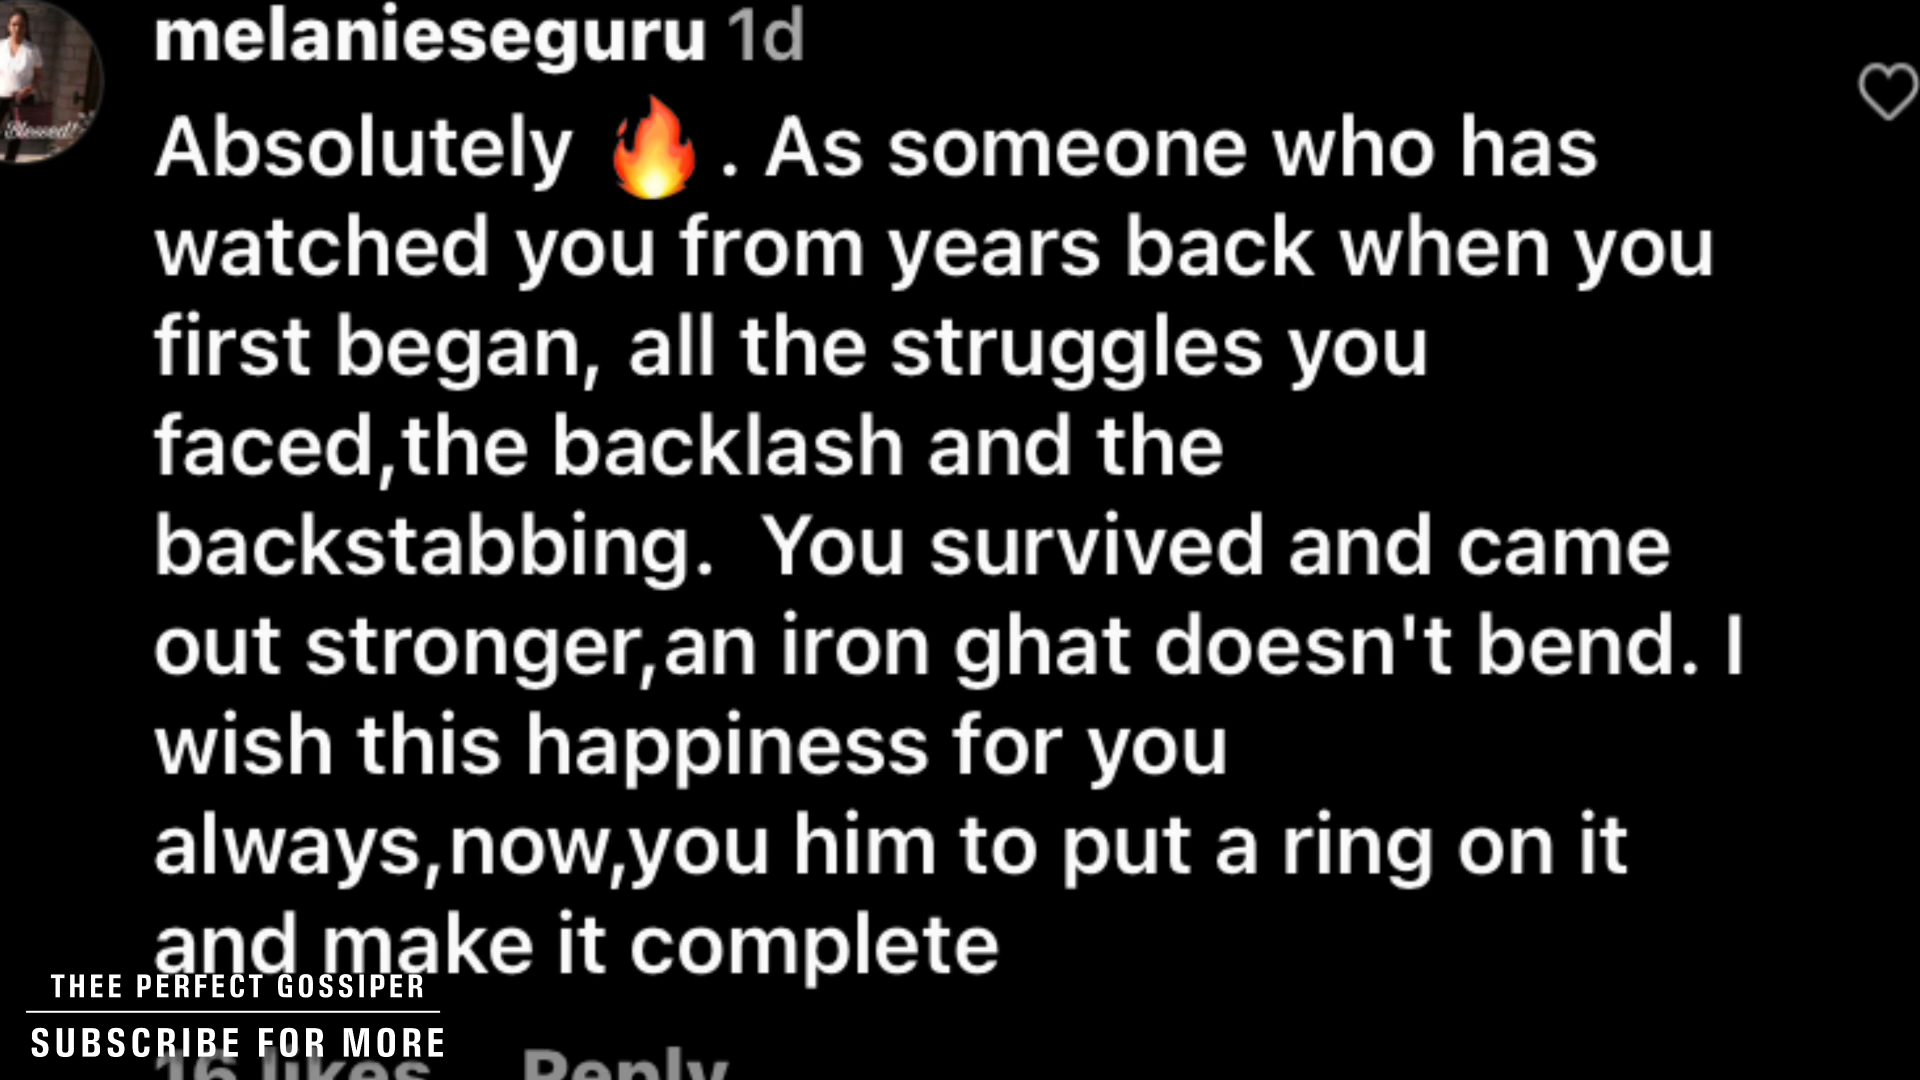 melanieseguru 1d
Absolutely 🔥. As someone who has
watched you from years back when you
first began, all the struggles you
faced,the backlash and the
backstabbing.  You survived and came
out stronger,an iron ghat doesn't bend. I
wish this happiness for you
always,now,you him to put a ring on it
and make it complete
THEE PERFECT GOSSIPER
SUBSCRIBE FOR MORE
16 likes Reply
Blessed!